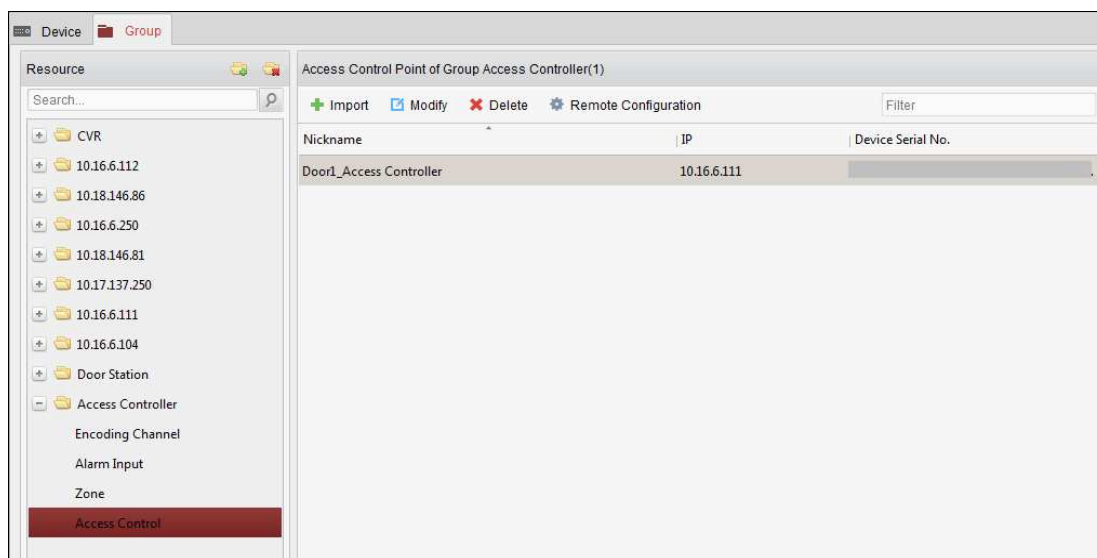 Device Group
Resource
Search...
CVR
10.16.6.112
10.18.146.86
10.16.6.250
10.18.146.81
10.17.137.250
10.16.6.111
10.16.6.104
Door Station
Access Controller
Encoding Channel
Alarm Input
Zone
Access Control
Access Control Point of Group Access Controller(1)
Import Modify Delete Remote Configuration Filter
Nickname IP Device Serial No.
Door1_Access Controller 10.16.6.111 .